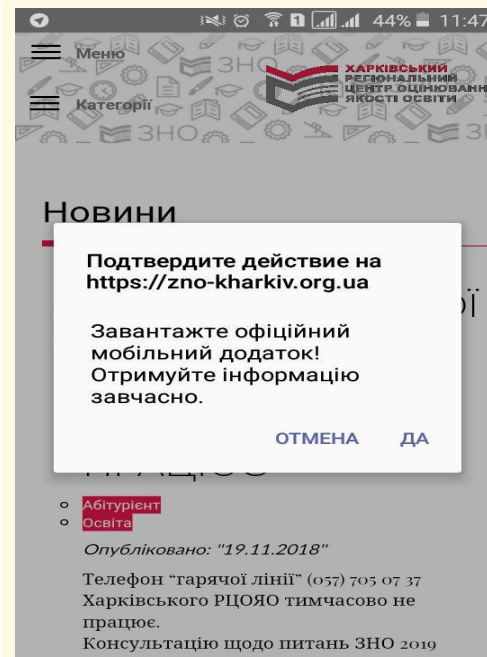 44% 11:47
Меню
ХАРКІВСЬКИЙ
РЕГІОНАЛЬНИЙ
ЦЕНТР ОЦІНЮВАНН
ЯКОСТІ ОСВІТИ
Категорії
ЗНО
Новини
Подтвердите действие на
https://zno-kharkiv.org.ua
Завантажте офіційний
мобільний додаток!
Отримуйте інформацію
завчасно.
ОТМЕНА ДА
Абітурієнт
Освіта
Опубліковано: "19.11.2018"
Телефон "гарячої лінії" (057) 705 07 37
Харківського РЦОЯО тимчасово не
працює.
Консультацію щодо питань ЗНО 2019